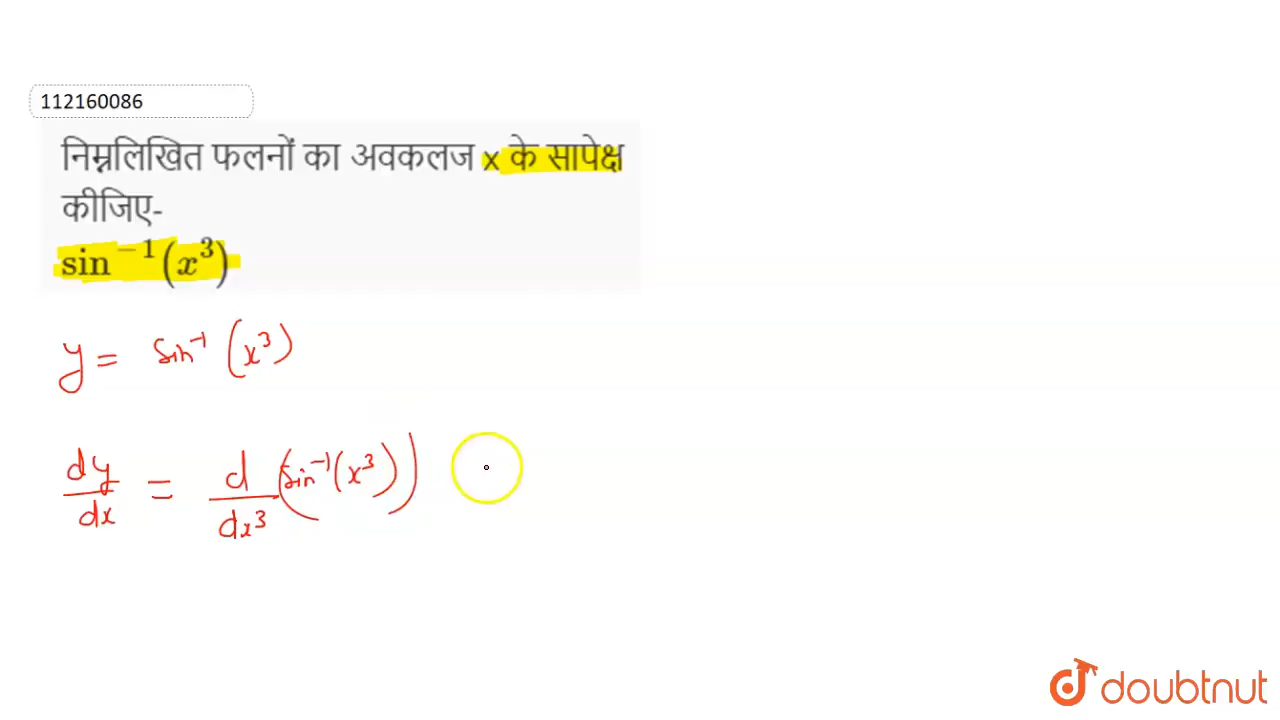 112160086
निम्नलिखित फलनों का अवकलज x के सापेक्ष
कीजिए-
sin⁻¹(x³)
y = sin⁻¹ (x³)
dy/dx = d/dx³ (sin⁻¹(x³))
doubtnut